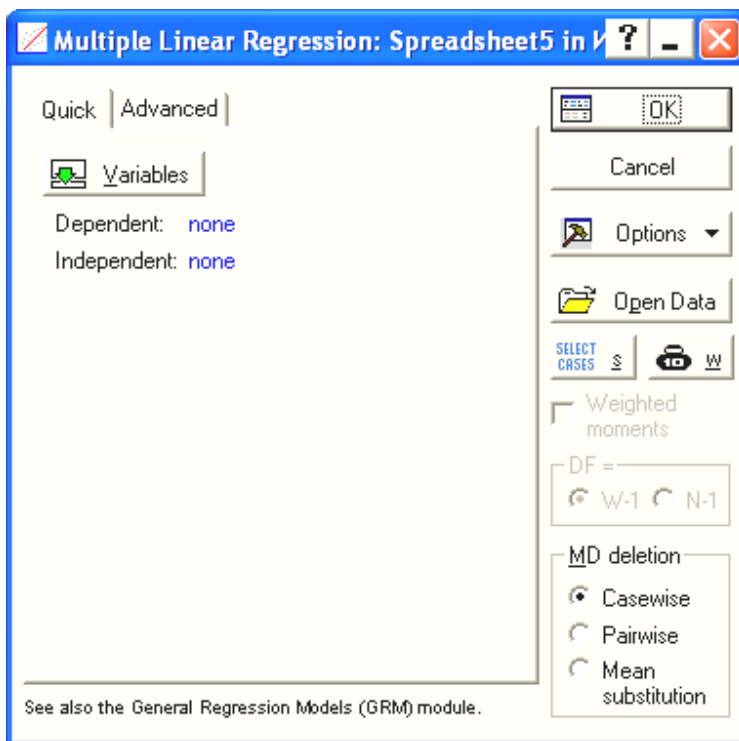 Multiple Linear Regression: Spreadsheet5 in
?
Quick
Advanced
OK
Variables
Cancel
Dependent: none
Options
Independent: none
Open Data
SELECT
CASES
S
10
W
Weighted
moments
DF =
W-1
N-1
MD deletion
Casewise
Pairwise
Mean
substitution
See also the General Regression Models (GRM) module.